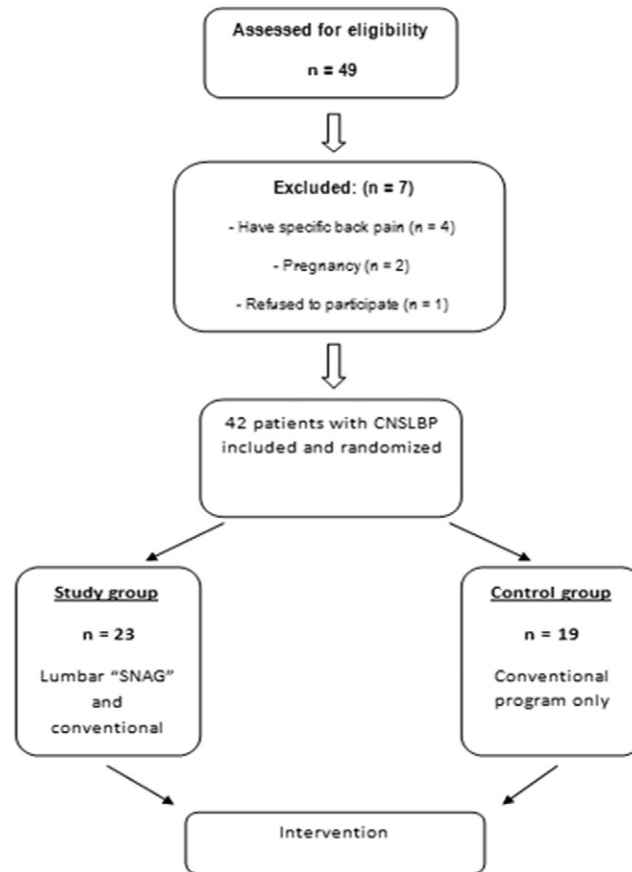 Assessed for eligibility
n = 49
Excluded: (n = 7)
- Have specific back pain (n = 4)
- Pregnancy (n = 2)
- Refused to participate (n = 1)
42 patients with CNSLBP
included and randomized
Study group
n = 23
Lumbar “SNAG”
and
conventional
Control group
n = 19
Conventional
program only
Intervention